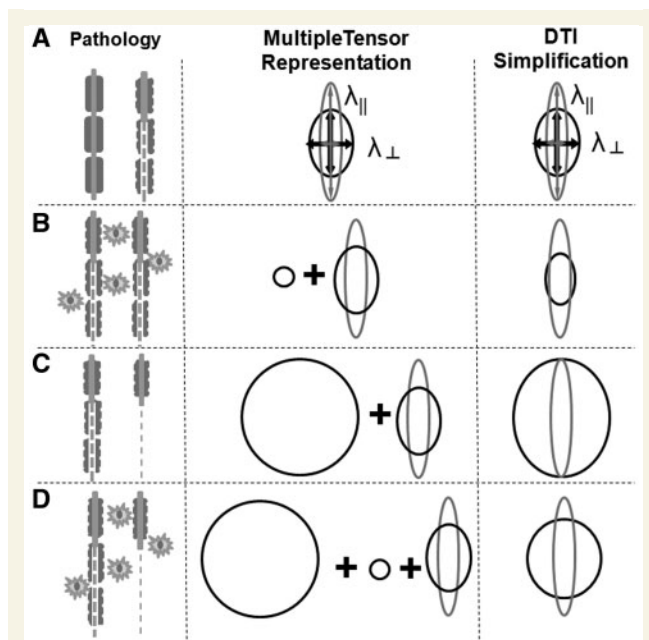 A Pathology MultipleTensor Representation DTI Simplification
λ|| λ⊥ λ|| λ⊥
B
+
C
+
D
+ +